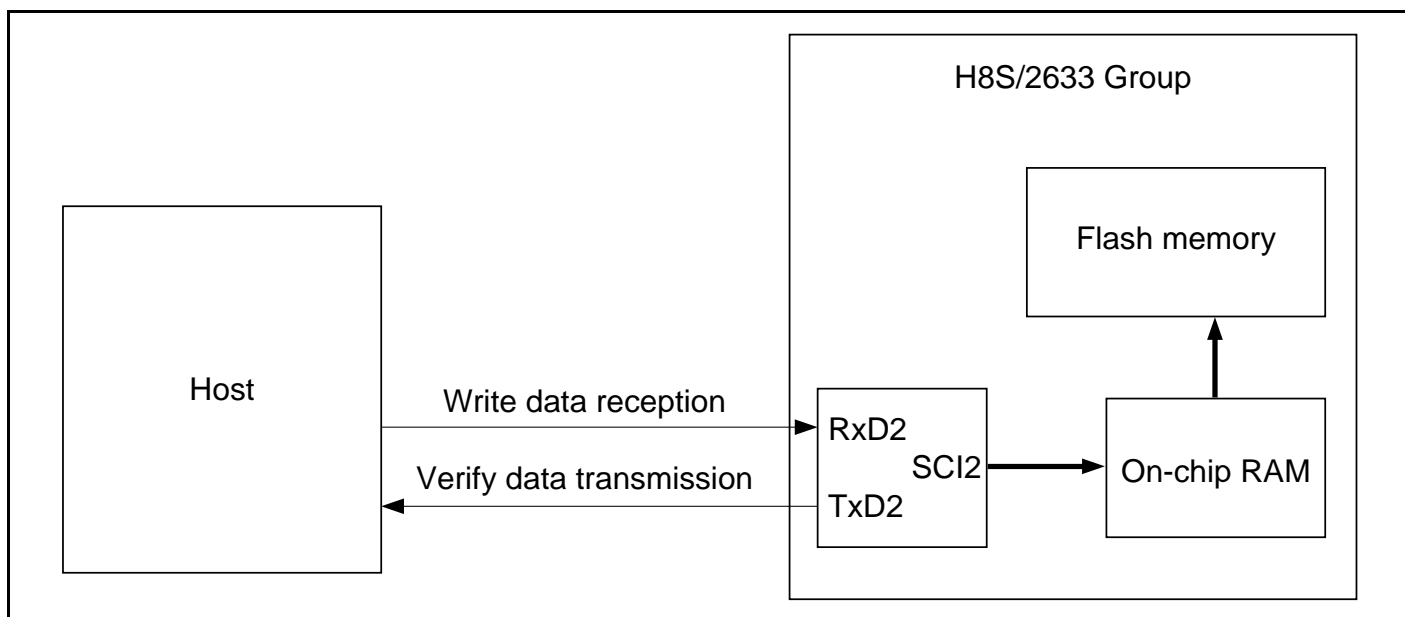 H8S/2633 Group
Flash memory
Host
Write data reception
RxD2
SCI2
On-chip RAM
Verify data transmission
TxD2